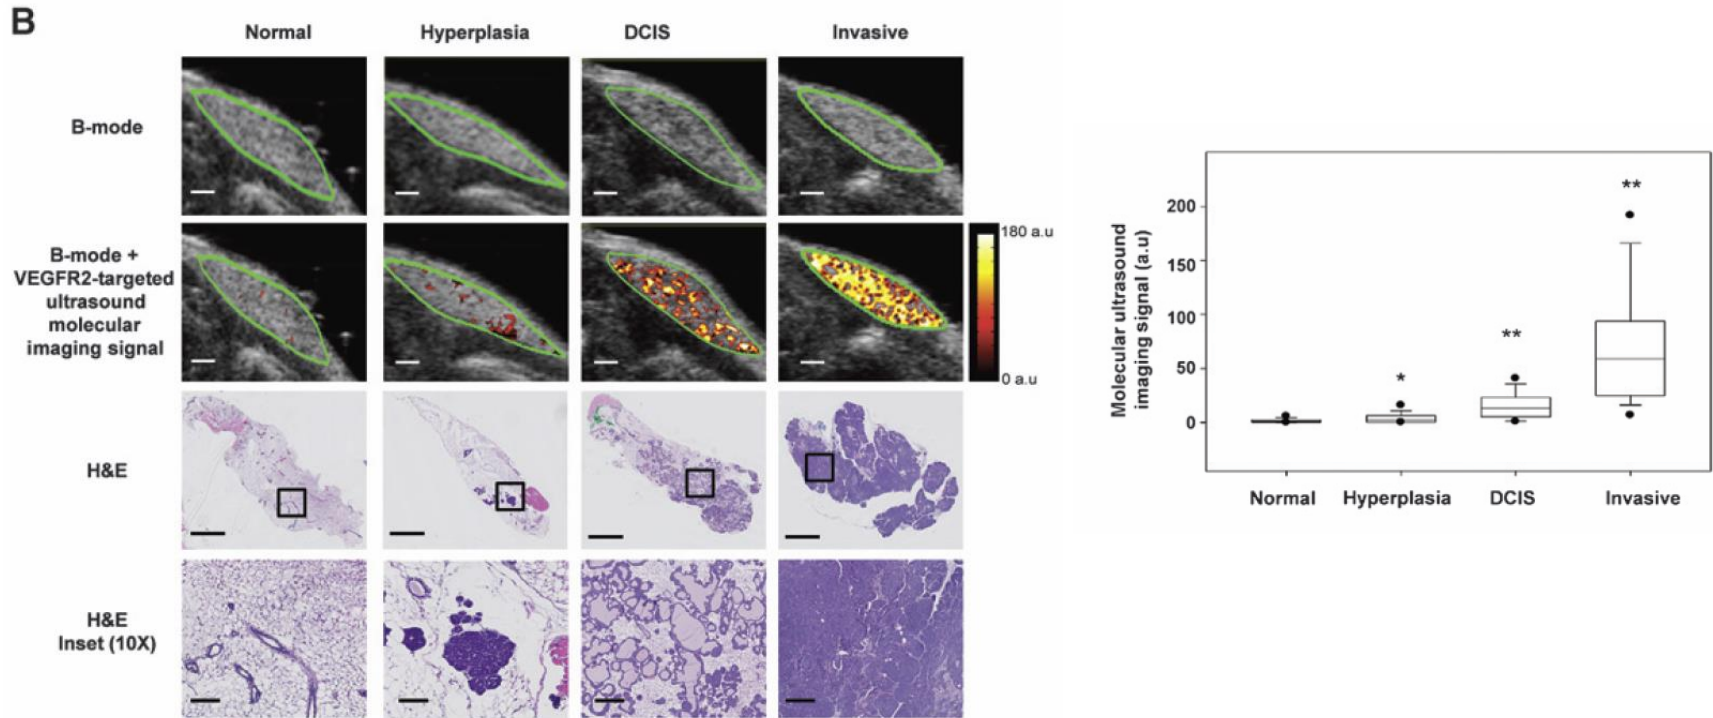 B
Normal
Hyperplasia
DCIS
Invasive
B-mode
B-mode +
VEGFR2-targeted
ultrasound
molecular
imaging signal
180 a.u
0 a.u
H&E
H&E
Inset (10X)
Molecular ultrasound
imaging signal (a.u)
200
150
100
50
0
*
**
**
Normal
Hyperplasia
DCIS
Invasive